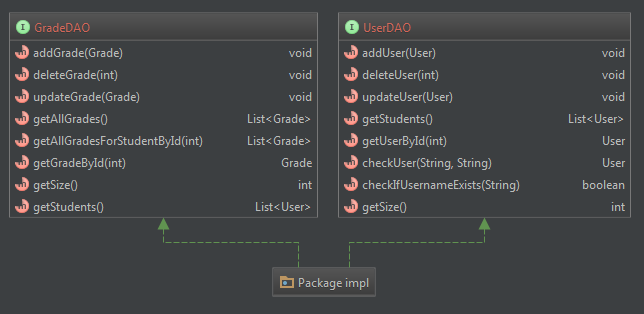 GradeDAO
addGrade(Grade) void
deleteGrade(int) void
updateGrade(Grade) void
getAllGrades() List<Grade>
getAllGradesForStudentById(int) List<Grade>
getGradeById(int) Grade
getSize() int
getStudents() List<User>
UserDAO
addUser(User) void
deleteUser(int) void
updateUser(User) void
getStudents() List<User>
getUserById(int) User
checkUser(String, String) User
checkIfUsernameExists(String) boolean
getSize() int
Package impl